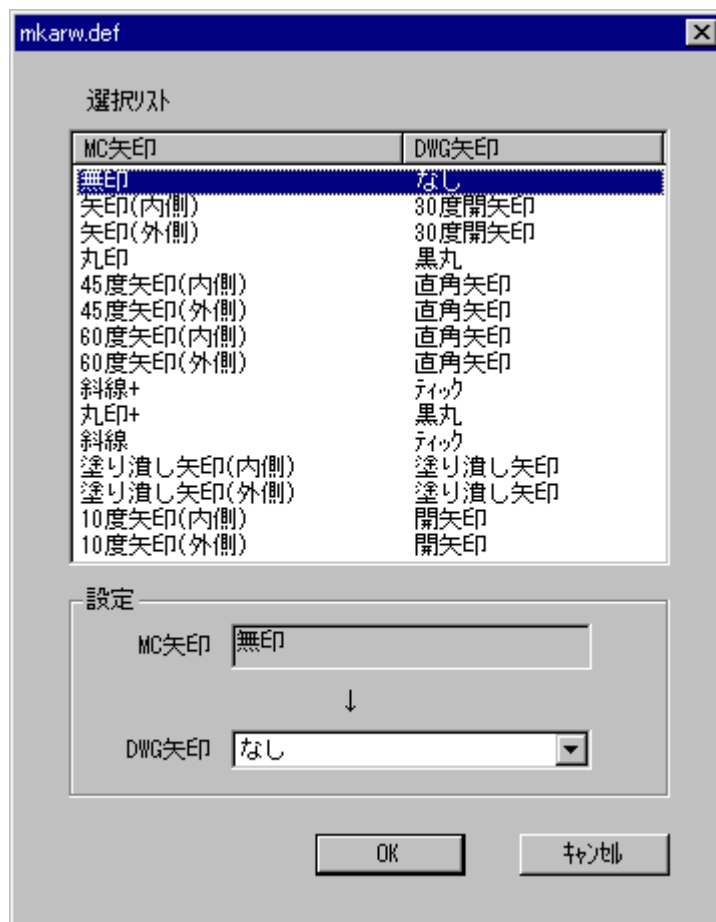 mkarw.def
選択ﾘｽﾄ
MC矢印 DWG矢印
無印 なし
矢印(内側) 30度開矢印
矢印(外側) 30度開矢印
丸印 黒丸
45度矢印(内側) 直角矢印
45度矢印(外側) 直角矢印
60度矢印(内側) 直角矢印
60度矢印(外側) 直角矢印
斜線+ ﾃｨｯｸ
丸印+ 黒丸
斜線 ﾃｨｯｸ
塗り潰し矢印(内側) 塗り潰し矢印
塗り潰し矢印(外側) 塗り潰し矢印
10度矢印(内側) 開矢印
10度矢印(外側) 開矢印
設定
MC矢印 無印
↓
DWG矢印 なし
OK ｷｬﾝｾﾙ